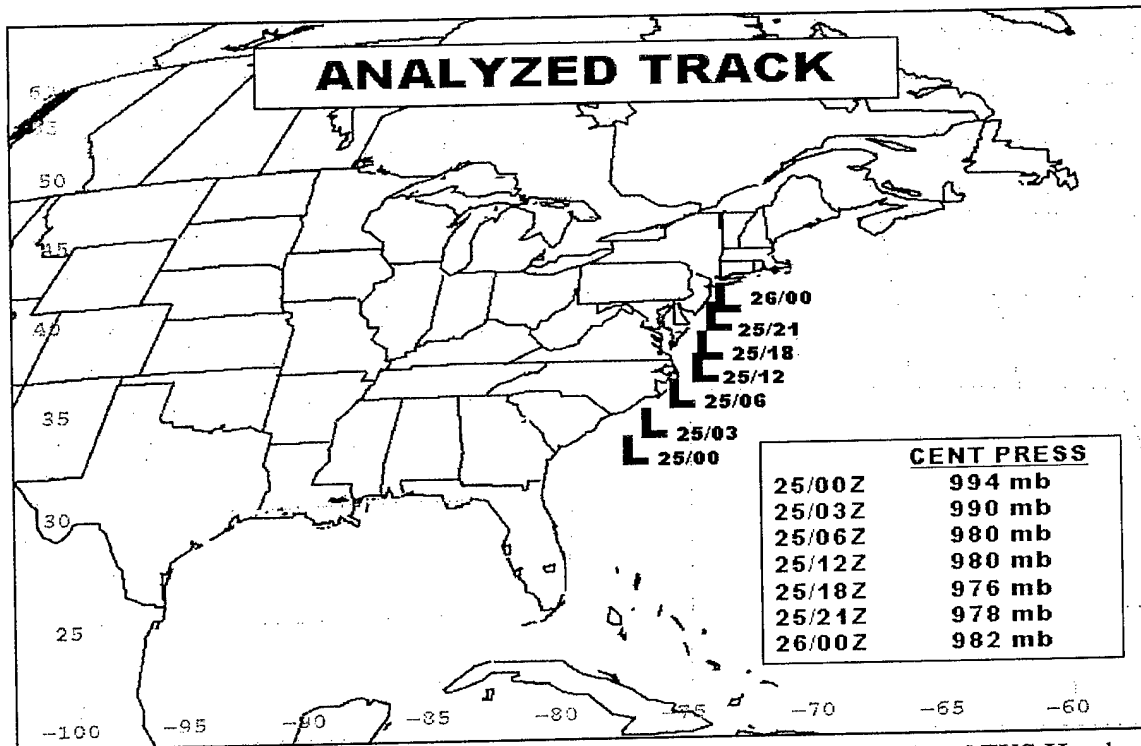 ANALYZED TRACK
50
45
40
35
30
25
26/00
25/21
25/18
25/12
25/06
25/03
25/00
CENT PRESS
25/00Z 994 mb
25/03Z 990 mb
25/06Z 980 mb
25/12Z 980 mb
25/18Z 976 mb
25/21Z 978 mb
26/00Z 982 mb
-100 -95 -90 -85 -80 -75 -70 -65 -60